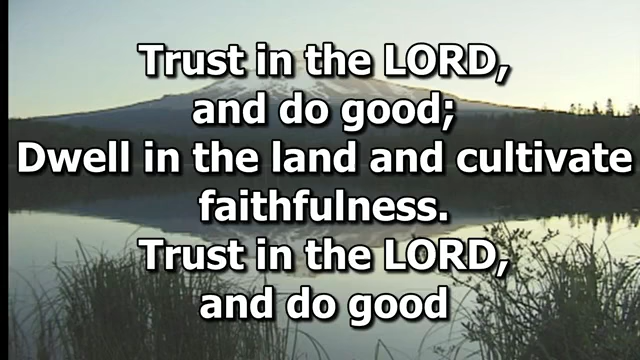 Trust in the LORD,
and do good;
Dwell in the land and cultivate
faithfulness.
Trust in the LORD,
and do good